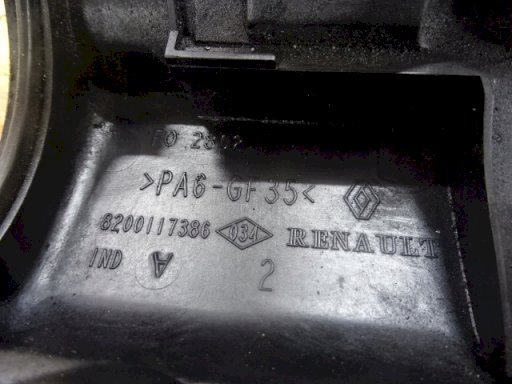 >PA6-GF35<
8200117386 034 RENAULT
IND A
2